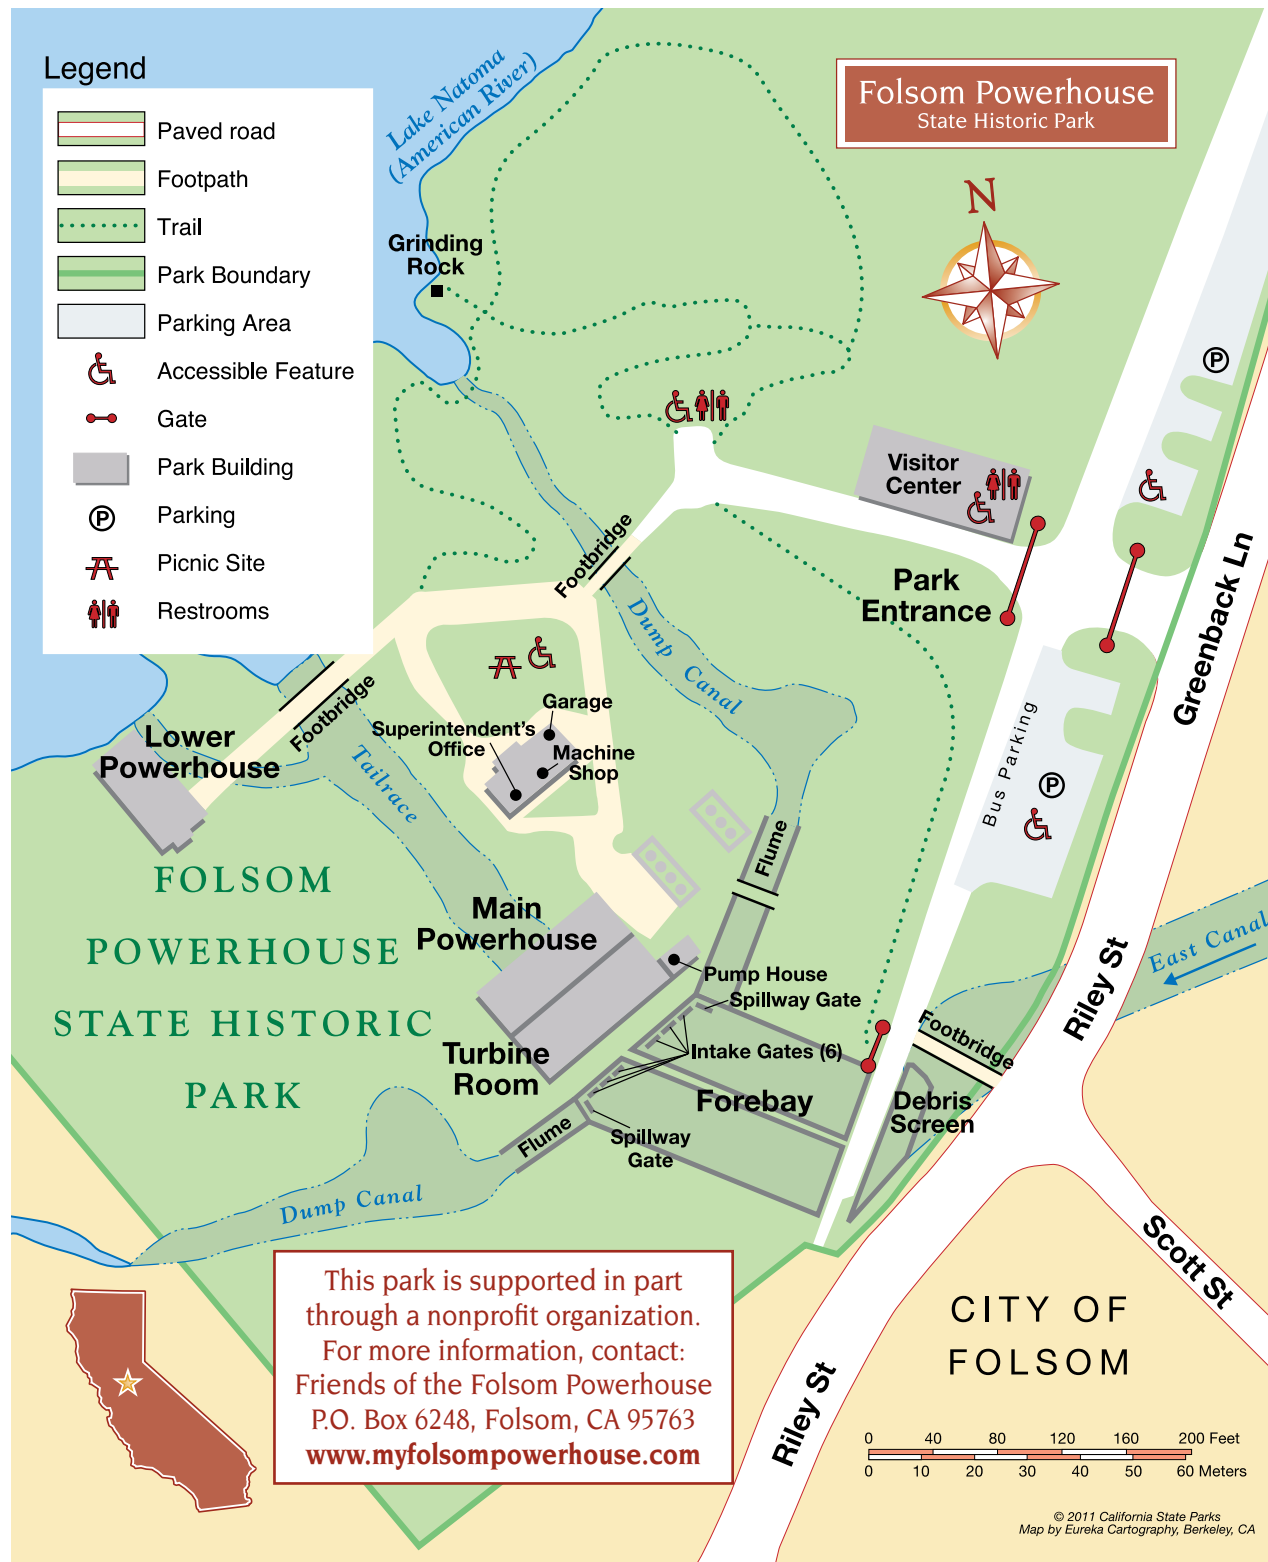 Legend
Paved road
Footpath
Trail
Park Boundary
Parking Area
Accessible Feature
Gate
Park Building
P
Parking
Picnic Site
Restrooms
Lake Natoma
(American River)
Folsom Powerhouse
State Historic Park
N
Grinding
Rock
P
Visitor
Center
Park
Entrance
Greenback Ln
Footbridge
Dump Canal
Footbridge
Garage
Superintendent's
Office
Machine
Shop
Lower
Powerhouse
Tailrace
Bus Parking
P
Flume
FOLSOM
POWERHOUSE
STATE HISTORIC
PARK
Main
Powerhouse
Pump House
Spillway Gate
East Canal
Riley St
Footbridge
Intake Gates (6)
Turbine
Room
Forebay
Debris
Screen
Flume
Spillway
Gate
Dump Canal
Scott St
This park is supported in part
through a nonprofit organization.
For more information, contact:
Friends of the Folsom Powerhouse
P.O. Box 6248, Folsom, CA 95763
www.myfolsompowerhouse.com
CITY OF
FOLSOM
Riley St
0 40 80 120 160 200 Feet
0 10 20 30 40 50 60 Meters
© 2011 California State Parks
Map by Eureka Cartography, Berkeley, CA